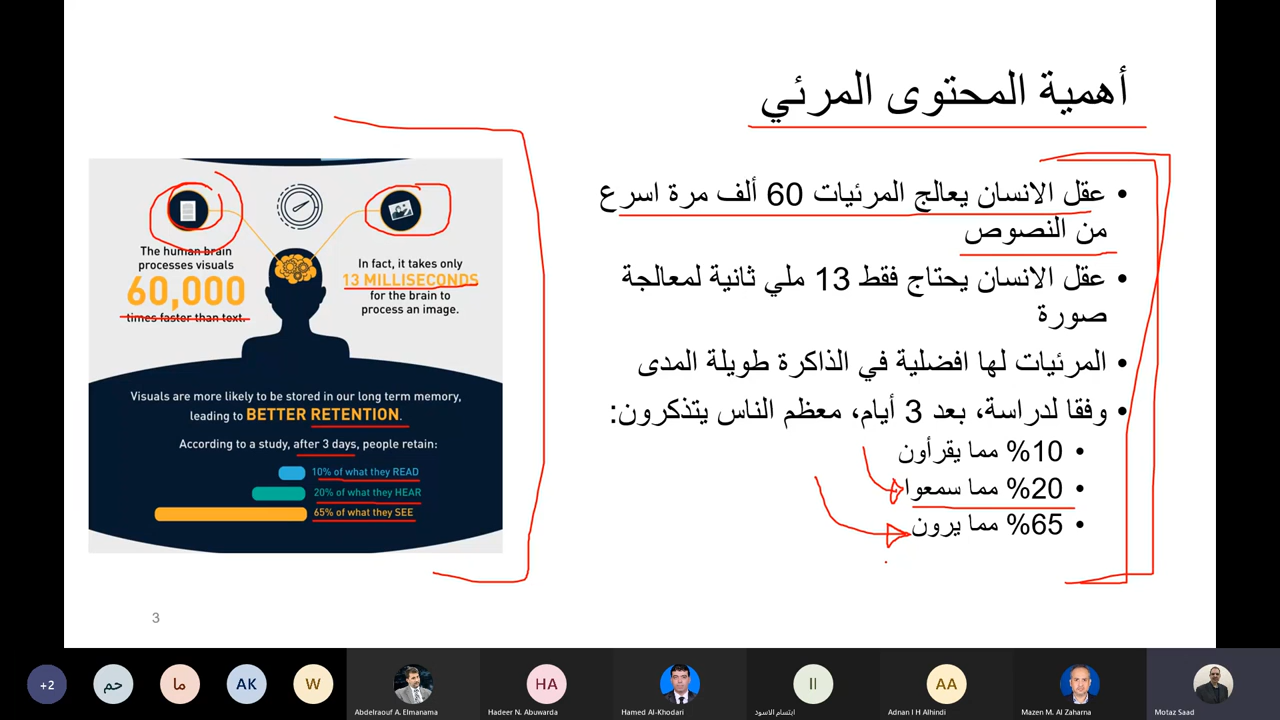 أهمية المحتوى المرئي
• عقل الانسان يعالج المرئيات 60 ألف مرة اسرع
من النصوص
• عقل الانسان يحتاج فقط 13 ملي ثانية لمعالجة
صورة
• المرئيات لها افضلية في الذاكرة طويلة المدى
• وفقا لدراسة، بعد 3 أيام، معظم الناس يتذكرون:
• 10% مما يقرأون
• 20% مما سمعوا
• 65% مما يرون
The human brain
processes visuals
60,000
times faster than text.
In fact, it takes only
13 MILLISECONDS
for the brain to
process an image.
Visuals are more likely to be stored in our long term memory,
leading to BETTER RETENTION.
According to a study, after 3 days, people retain:
10% of what they READ
20% of what they HEAR
65% of what they SEE
3
+2
حم
ما
AK
W
Abdelraouf A. Elmanama
HA
Hadeer N. Abuwarda
Hamed Al-Khodari
اا
ابتسام الاسود
AA
Adnan I H Alhindi
Mazen M. Al Zaharna
Motaz Saad